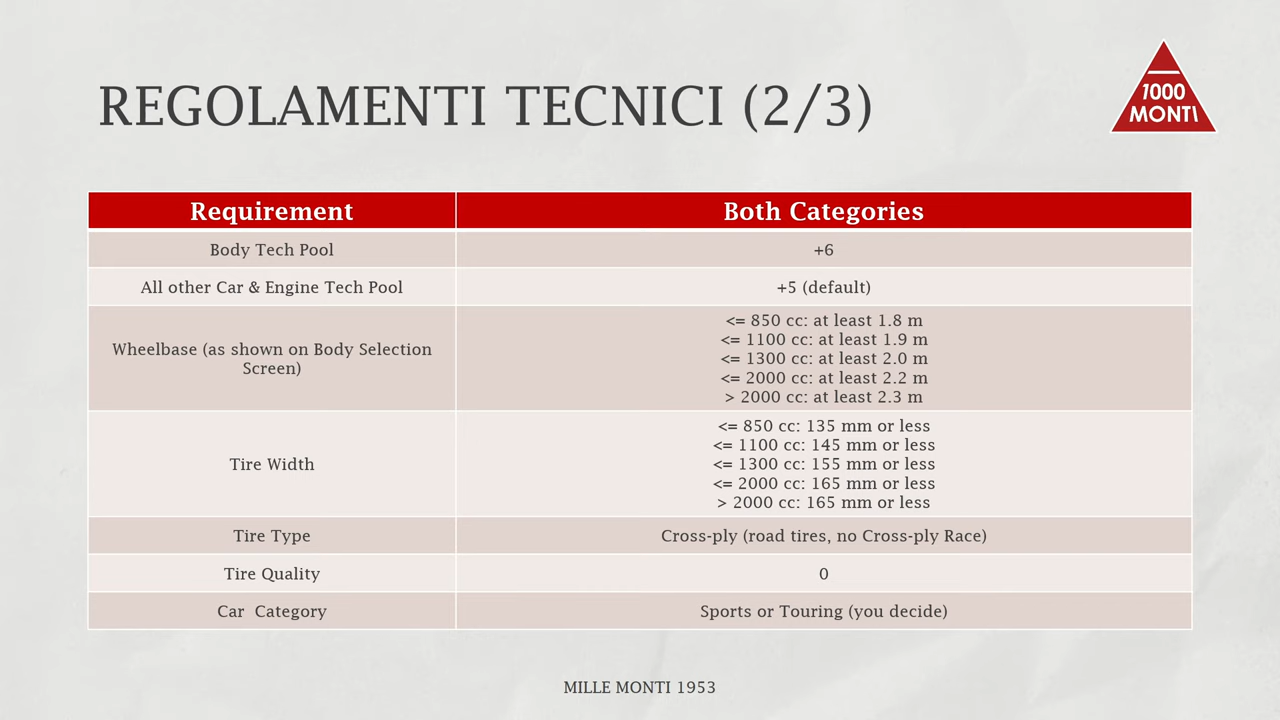 REGOLAMENTI TECNICI (2/3)
1000
MONTI
Requirement
Both Categories
Body Tech Pool
+6
All other Car & Engine Tech Pool
+5 (default)
Wheelbase (as shown on Body Selection
Screen)
<= 850 cc: at least 1.8 m
<= 1100 cc: at least 1.9 m
<= 1300 cc: at least 2.0 m
<= 2000 cc: at least 2.2 m
> 2000 cc: at least 2.3 m
Tire Width
<= 850 cc: 135 mm or less
<= 1100 cc: 145 mm or less
<= 1300 cc: 155 mm or less
<= 2000 cc: 165 mm or less
> 2000 cc: 165 mm or less
Tire Type
Cross-ply (road tires, no Cross-ply Race)
Tire Quality
0
Car  Category
Sports or Touring (you decide)
MILLE MONTI 1953